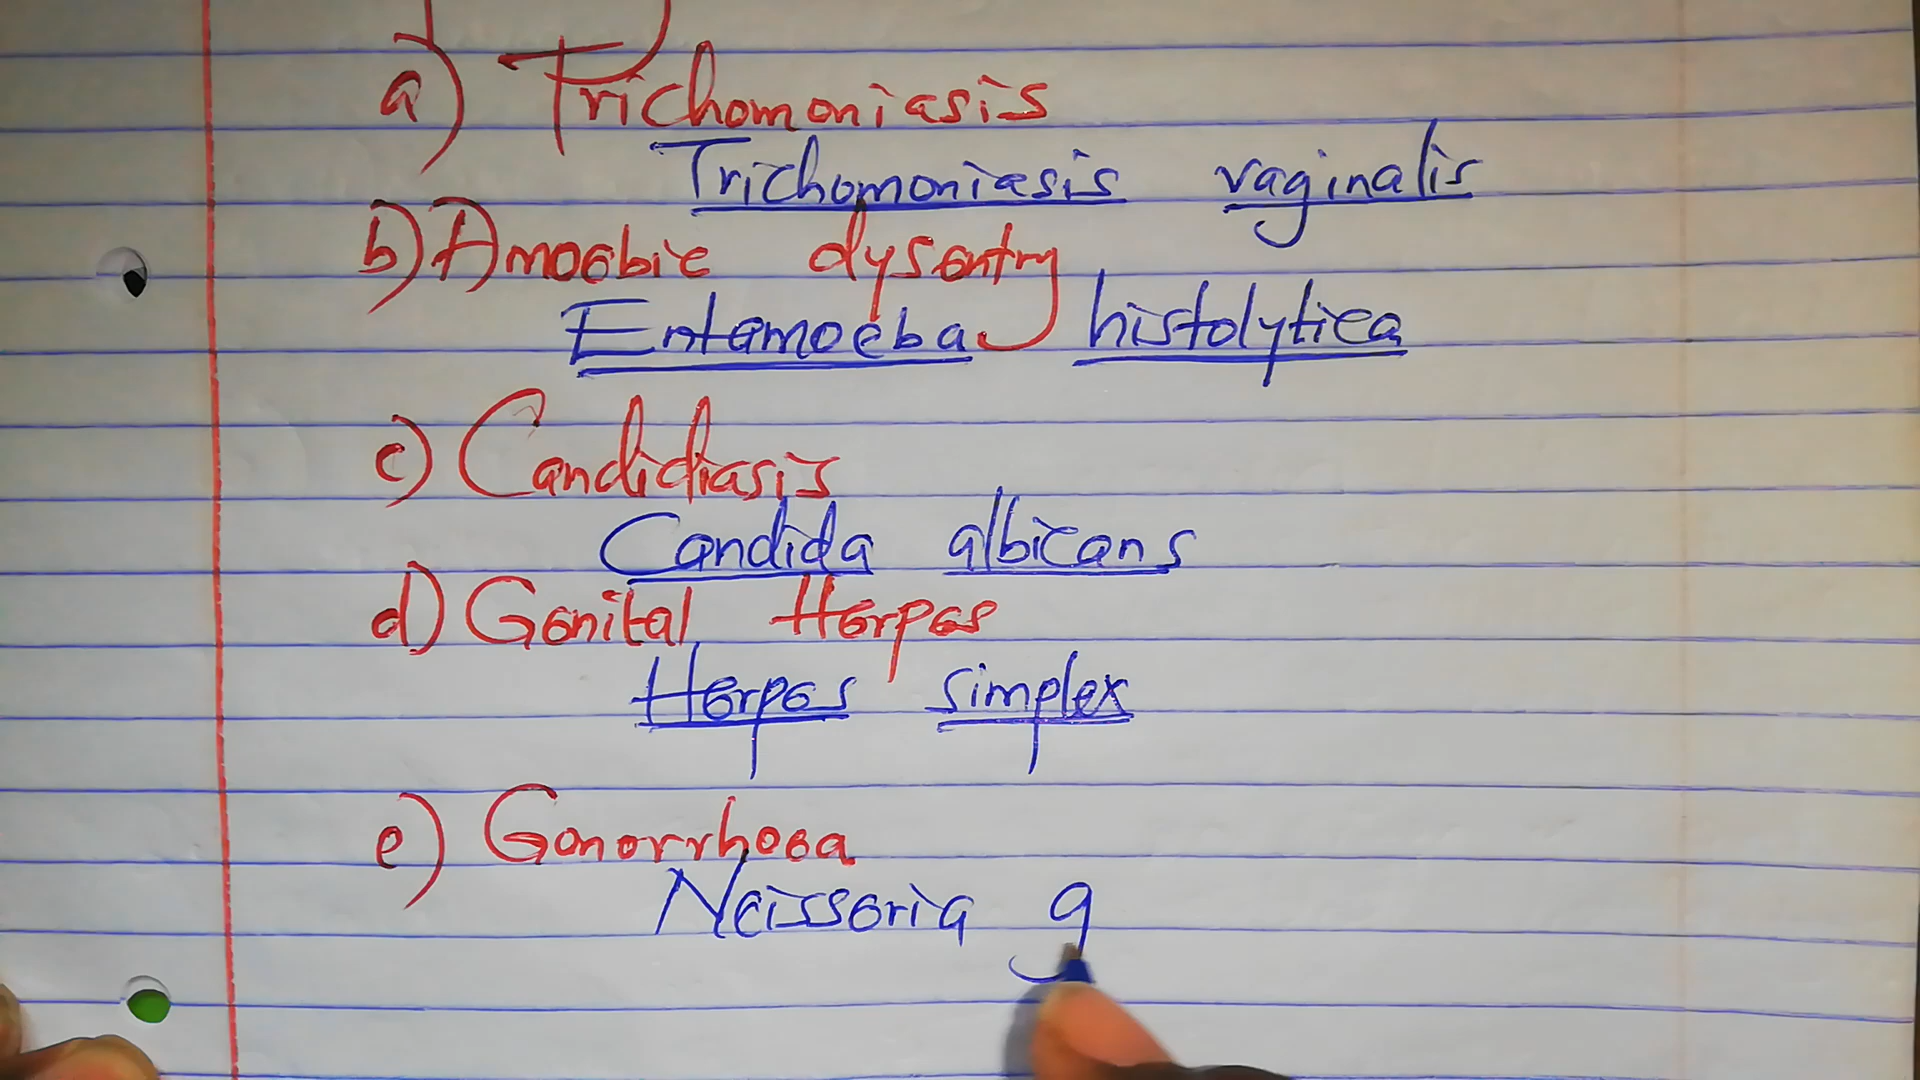 a) Trichomoniasis
Trichomoniasis vaginalis
b) Amoebic dysentry
Entamoeba histolytica
c) Candidiasis
Candida albicans
d) Genital Herpes
Herpes simplex
e) Gonorrhoea
Neisseria g